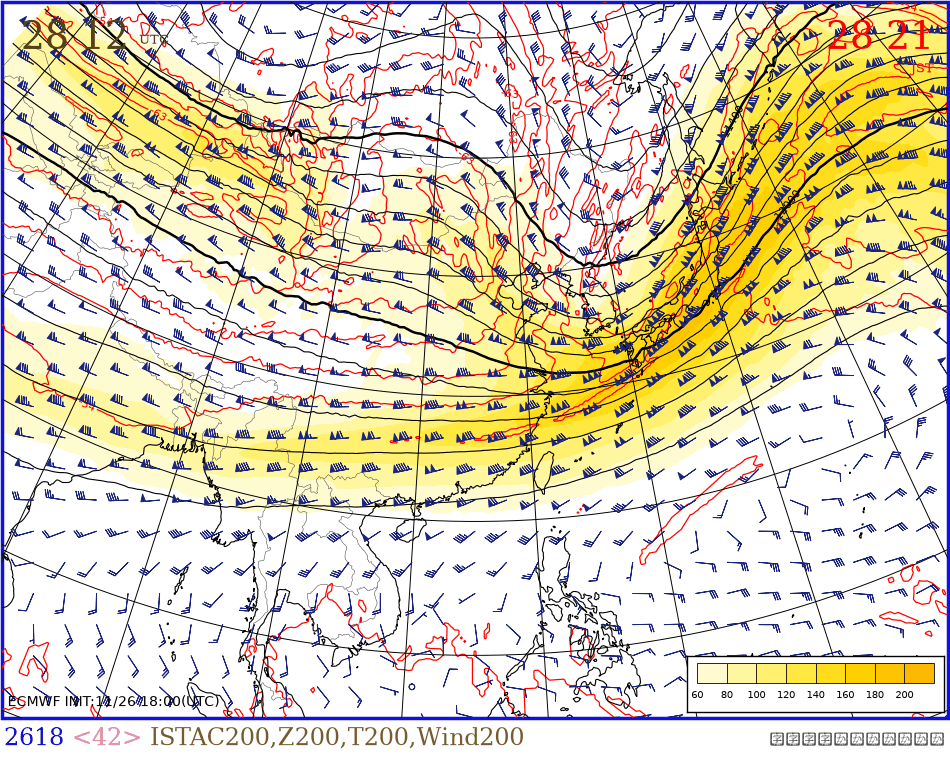 28 12 UTC
28 21
JST
60 80 100 120 140 160 180 200
ECMWF INIT:11/26/18:00(UTC)
2618 <42> ISTAC200,Z200,T200,Wind200